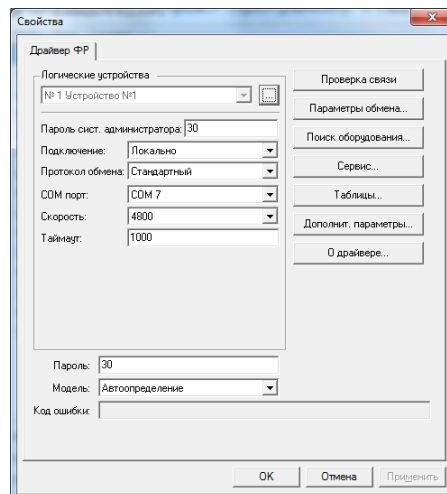 Свойства
Драйвер ФР
Логические устройства
№ 1 Устройство №1
...
Проверка связи
Параметры обмена...
Пароль сист. администратора: 30
Поиск оборудования...
Подключение: Локально
Протокол обмена: Стандартный
Сервис...
COM порт: COM 7
Таблицы...
Скорость: 4800
Дополнит. параметры...
Таймаут: 1000
О драйвере...
Пароль: 30
Модель: Автоопределение
Код ошибки:
OK
Отмена
Применить